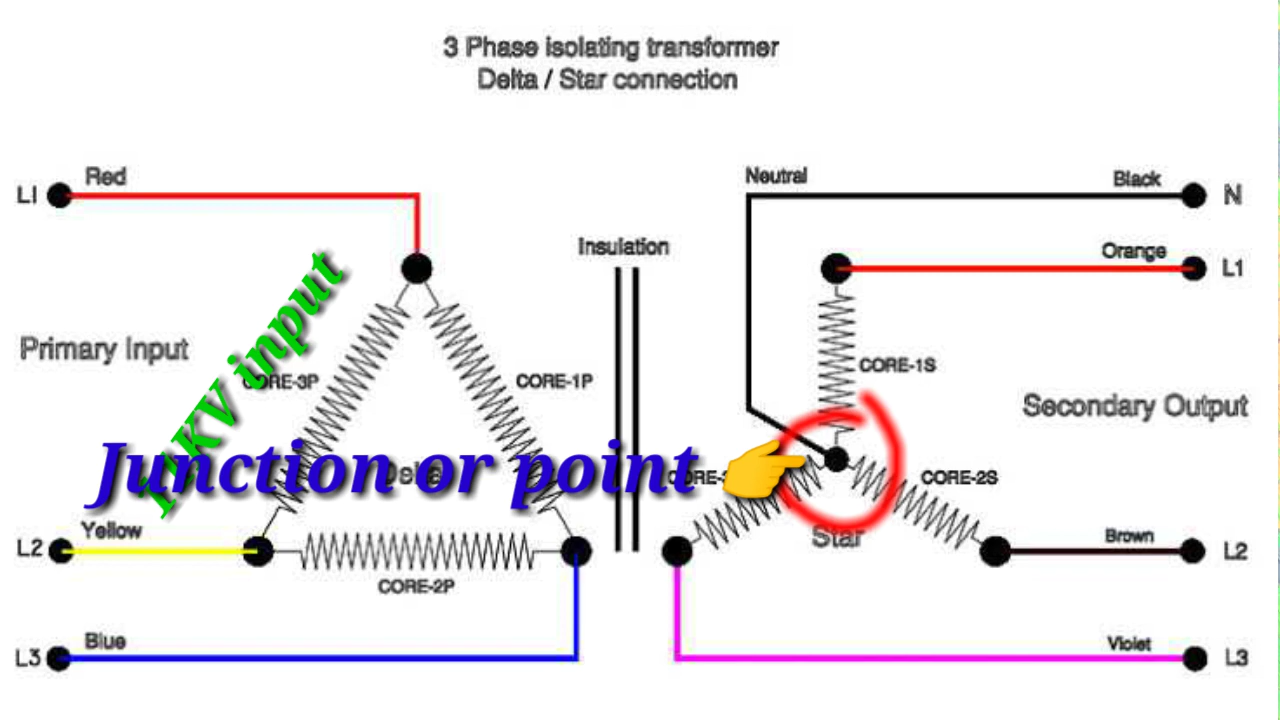 3 Phase isolating transformer
Delta / Star connection
L1
Red
Neutral
Black
N
Insulation
Orange
L1
11KV input
Primary Input
CORE-3P
CORE-1P
CORE-1S
Secondary Output
Junction or point
Delta
CORE-2S
Star
L2
Yellow
Brown
L2
CORE-2P
L3
Blue
Violet
L3